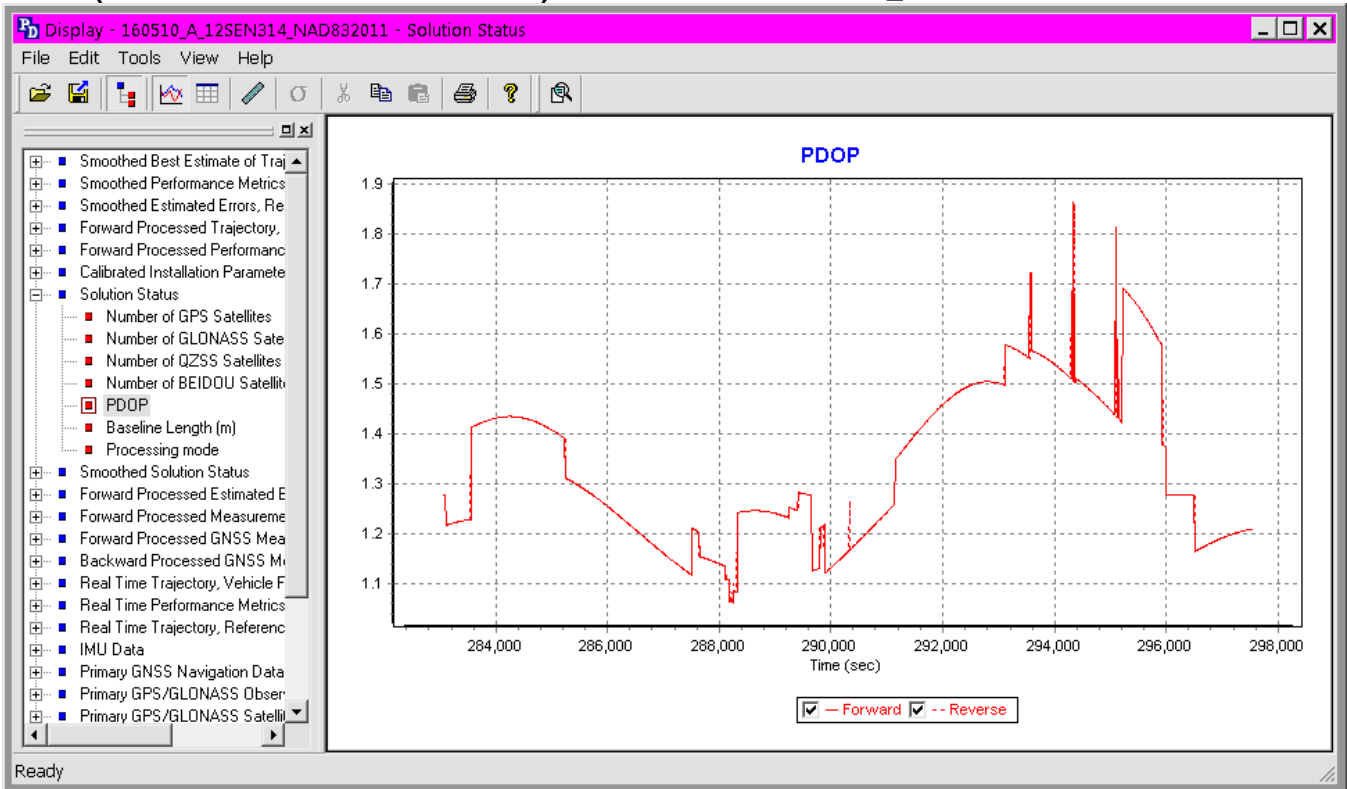 Display - 160510_A_12SEN314_NAD832011 - Solution Status
File Edit Tools View Help
Smoothed Best Estimate of Traj
Smoothed Performance Metrics
Smoothed Estimated Errors, Re
Forward Processed Trajectory,
Forward Processed Performanc
Calibrated Installation Paramete
Solution Status
Number of GPS Satellites
Number of GLONASS Sate
Number of QZSS Satellites
Number of BEIDOU Satellit
PDOP
Baseline Length (m)
Processing mode
Smoothed Solution Status
Forward Processed Estimated E
Forward Processed Measureme
Forward Processed GNSS Mea
Backward Processed GNSS M
Real Time Trajectory, Vehicle F
Real Time Performance Metrics
Real Time Trajectory, Referenc
IMU Data
Primary GNSS Navigation Data
Primary GPS/GLONASS Obser
Primary GPS/GLONASS Satelli
PDOP
1.9
1.8
1.7
1.6
1.5
1.4
1.3
1.2
1.1
284,000 286,000 288,000 290,000 292,000 294,000 296,000 298,000
Time (sec)
Forward Reverse
Ready